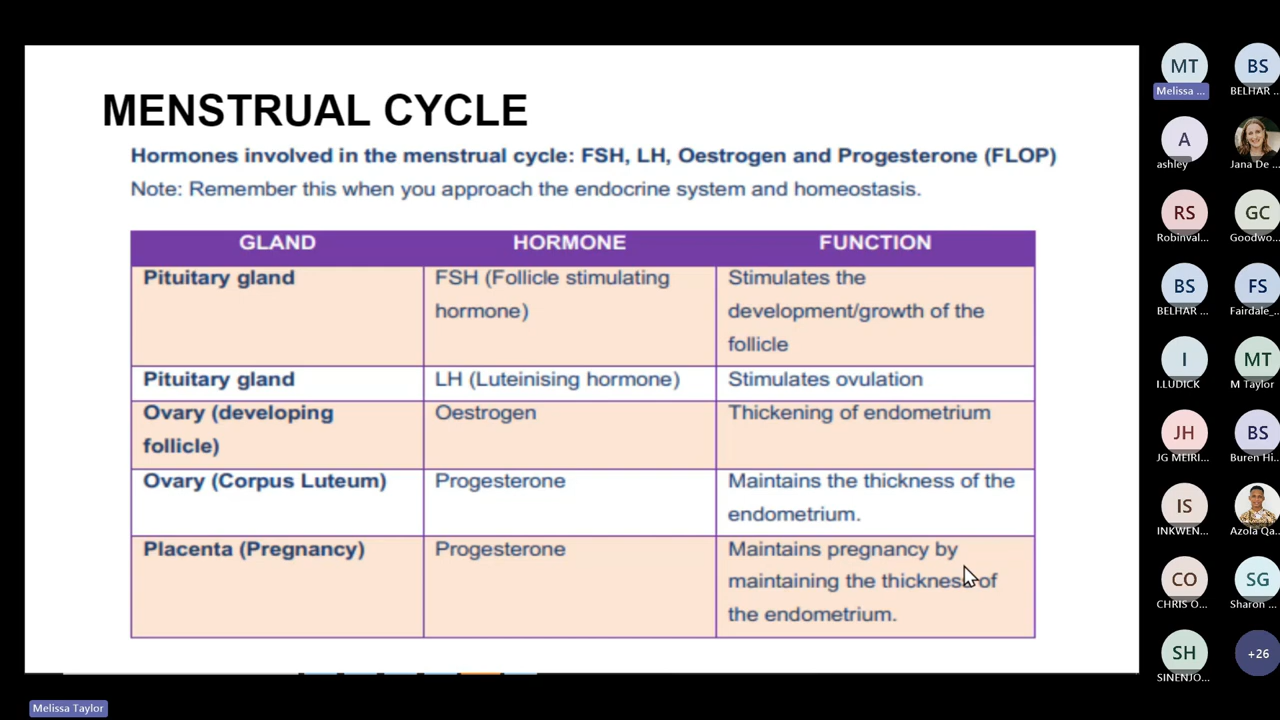 MENSTRUAL CYCLE
Hormones involved in the menstrual cycle: FSH, LH, Oestrogen and Progesterone (FLOP)
Note: Remember this when you approach the endocrine system and homeostasis.
GLAND HORMONE FUNCTION
Pituitary gland
FSH (Follicle stimulating
hormone)
Stimulates the
development/growth of the
follicle
Pituitary gland
LH (Luteinising hormone)
Stimulates ovulation
Ovary (developing
follicle)
Oestrogen
Thickening of endometrium
Ovary (Corpus Luteum)
Progesterone
Maintains the thickness of the
endometrium.
Placenta (Pregnancy)
Progesterone
Maintains pregnancy by
maintaining the thickness of
the endometrium.
MT BS
Melissa ... BELHAR ...
A
ashley Jana De ...
RS GC
Robinval... Goodwo...
BS FS
BELHAR ... Fairdale_...
I MT
I.LUDICK M Taylor
JH BS
JG MEIRI... Buren Hi...
IS
INKWEN... Azola Qa...
CO SG
CHRIS O... Sharon ...
SH +26
SINENJO...
Melissa Taylor